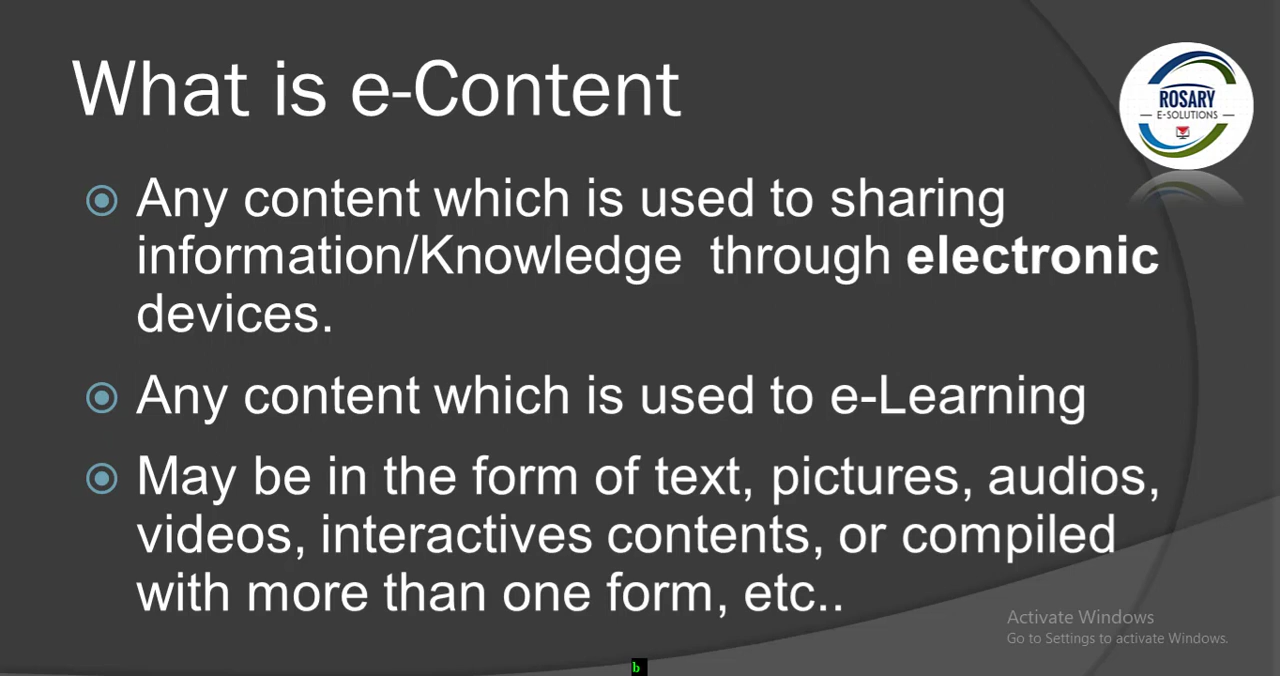 What is e-Content
ROSARY
E-SOLUTIONS
Any content which is used to sharing
information/Knowledge through electronic
devices.
Any content which is used to e-Learning
May be in the form of text, pictures, audios,
videos, interactives contents, or compiled
with more than one form, etc..
Activate Windows
Go to Settings to activate Windows.
b